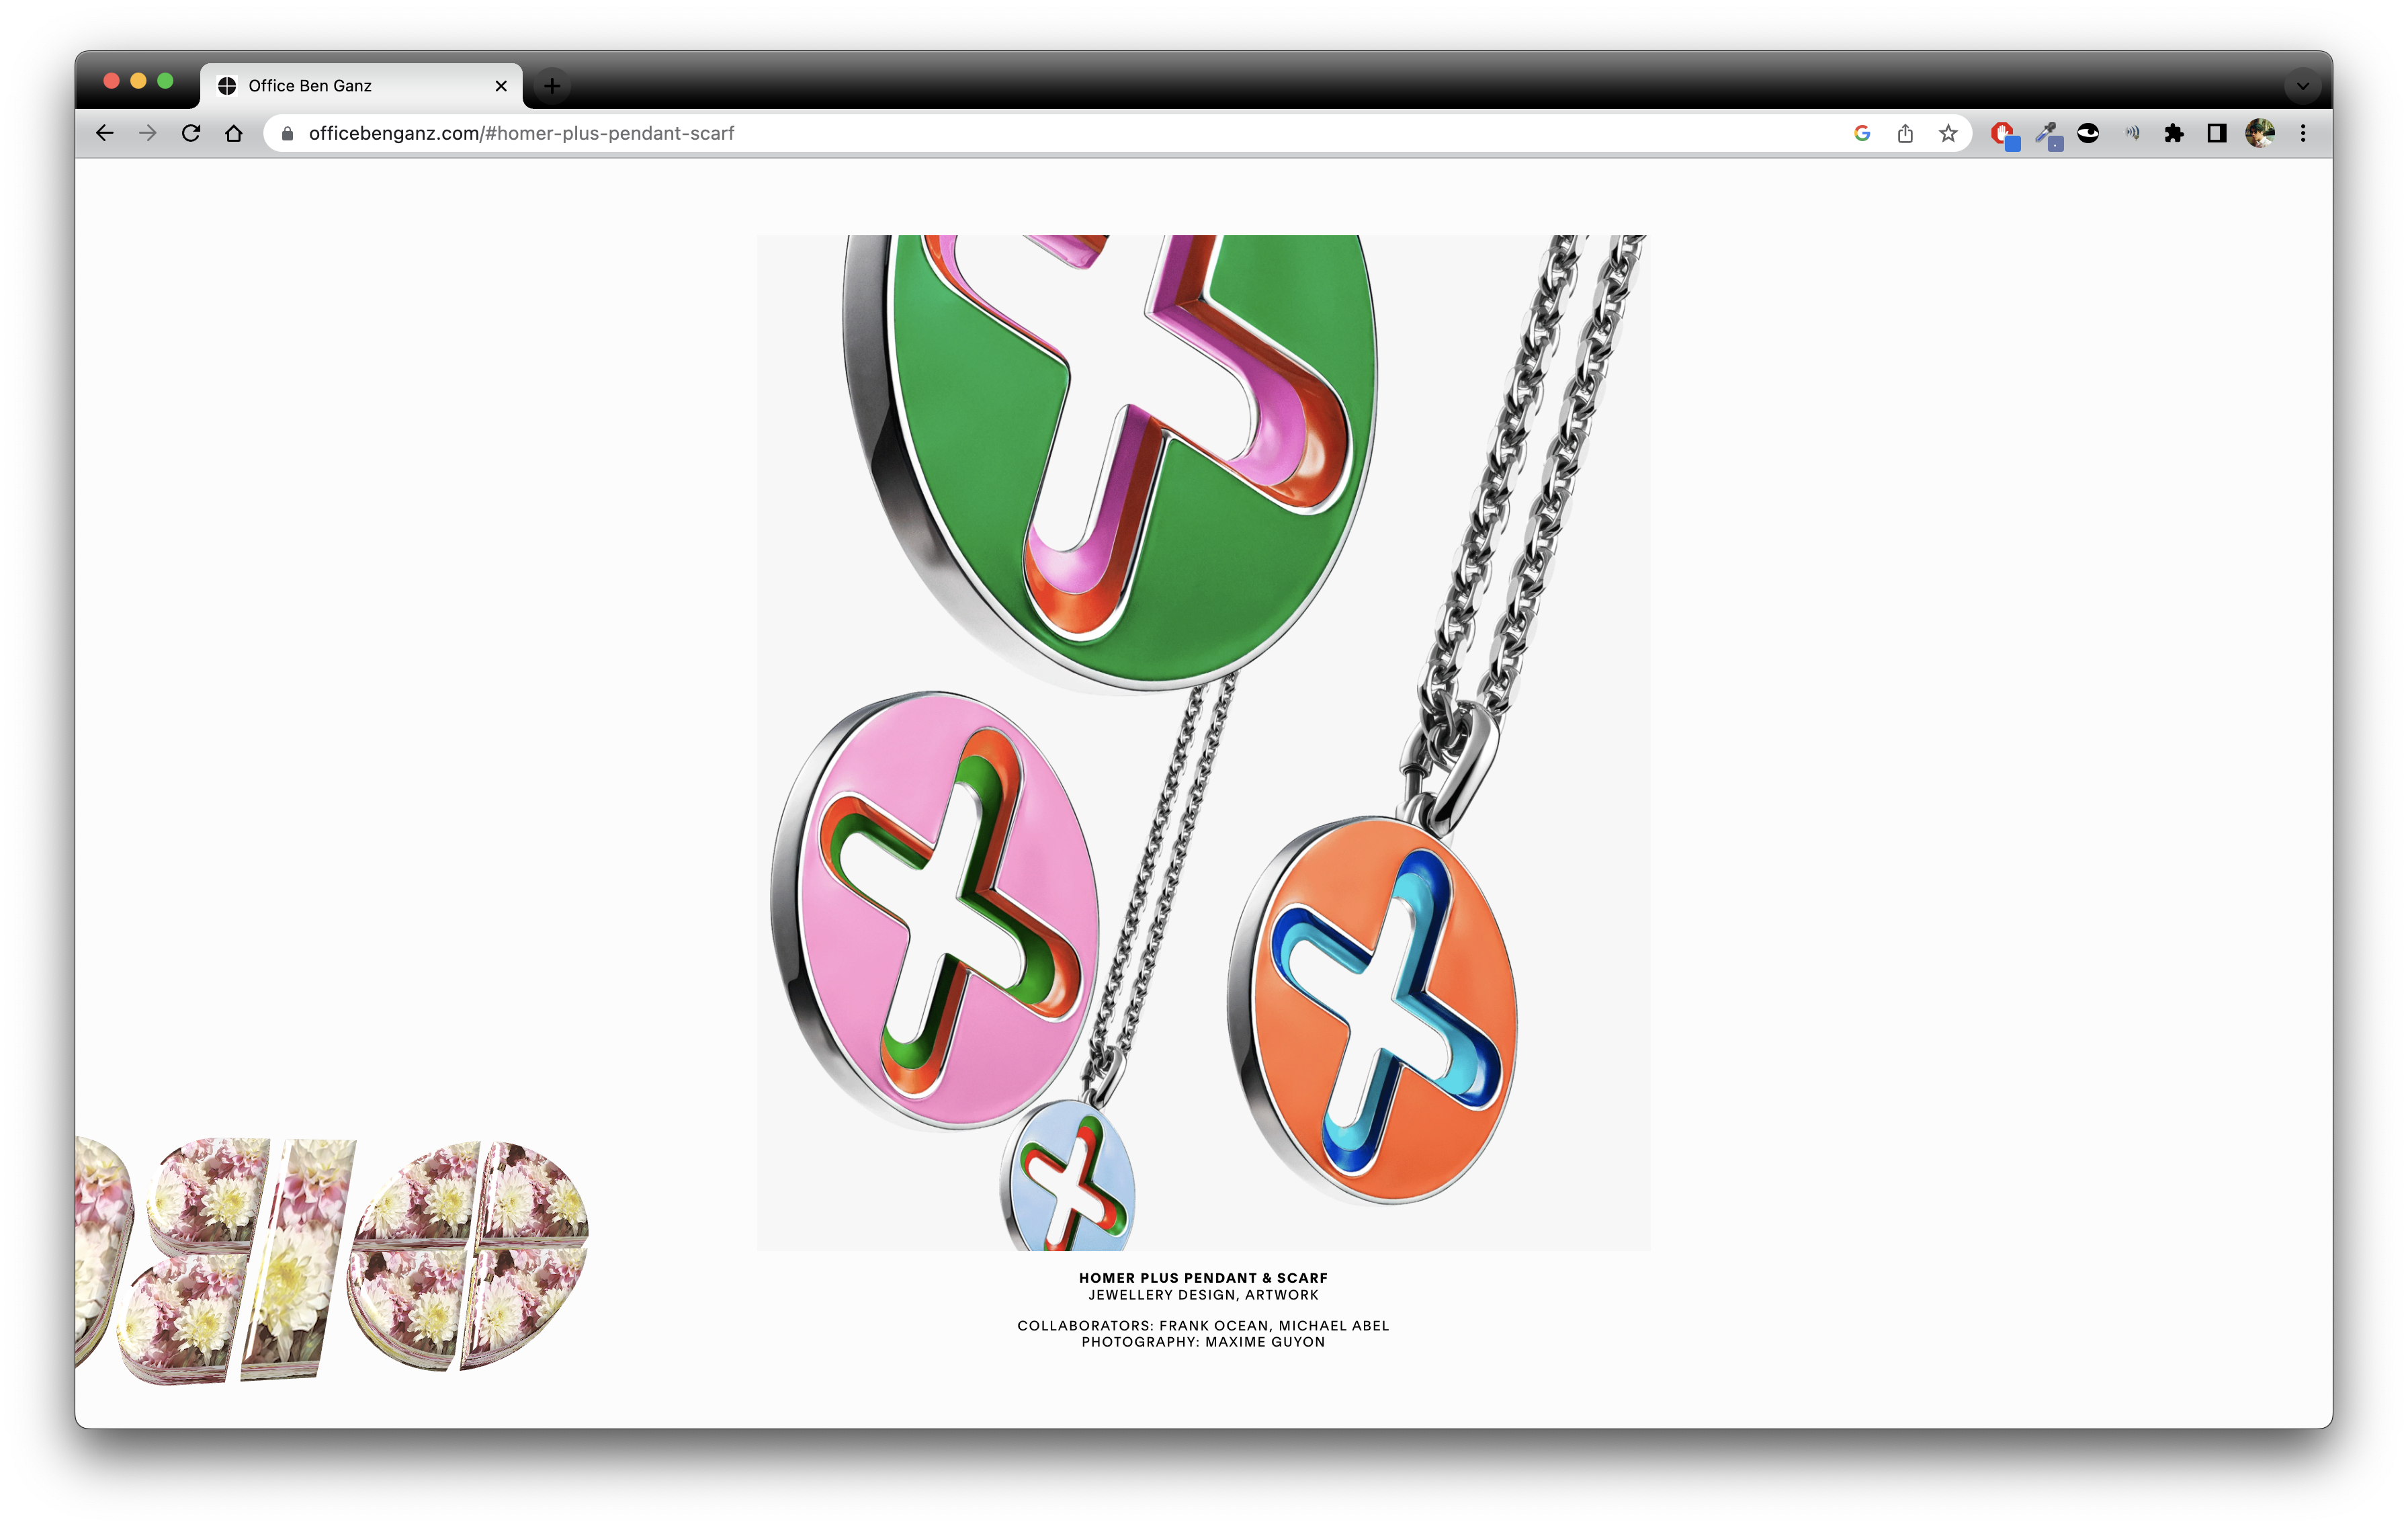 Office Ben Ganz
officebenganz.com/#homer-plus-pendant-scarf
HOMER PLUS PENDANT & SCARF
JEWELLERY DESIGN, ARTWORK
COLLABORATORS: FRANK OCEAN, MICHAEL ABEL
PHOTOGRAPHY: MAXIME GUYON